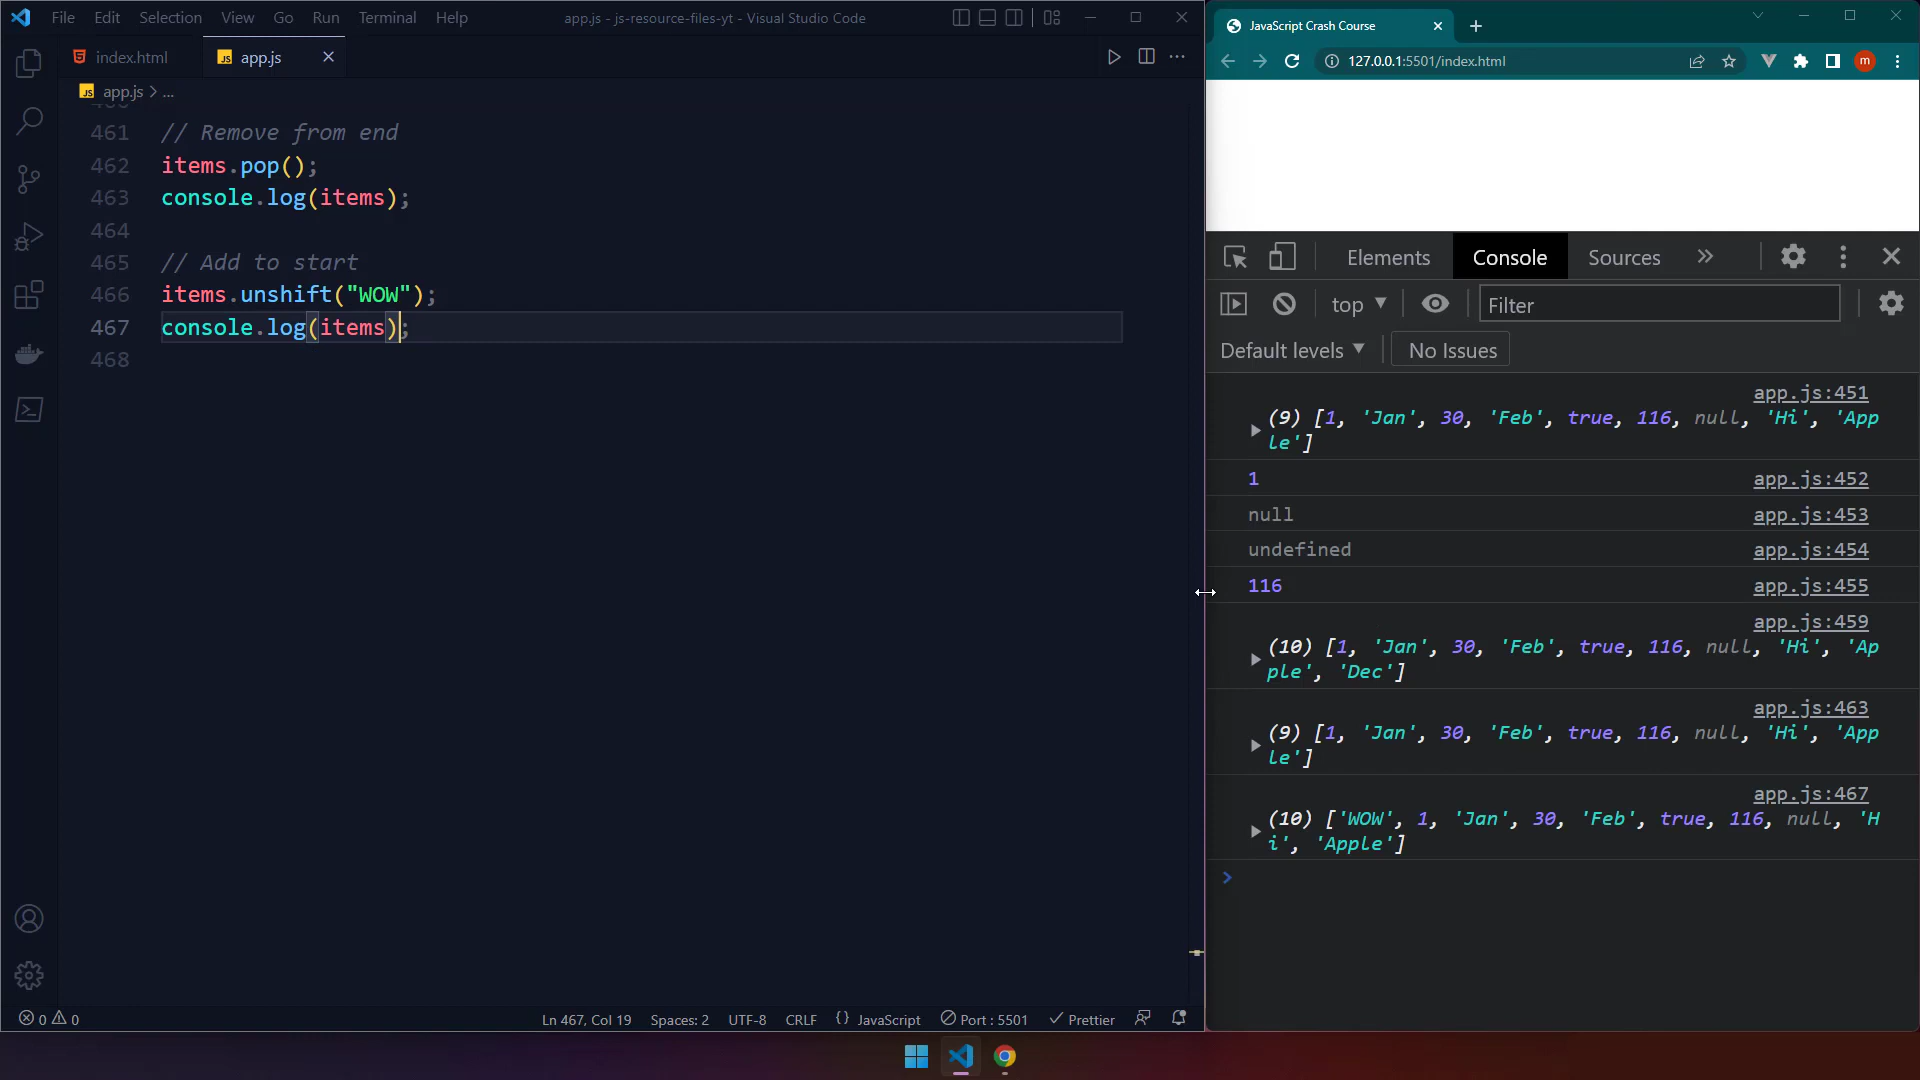 File Edit Selection View Go Run Terminal Help
app.js - js-resource-files-yt - Visual Studio Code
index.html
JS app.js
JS app.js > ...
461 // Remove from end
462 items.pop();
463 console.log(items);
464
465 // Add to start
466 items.unshift("WOW");
467 console.log(items);
468
0 0
Ln 467, Col 19 Spaces: 2 UTF-8 CRLF {} JavaScript Port : 5501 Prettier
JavaScript Crash Course
127.0.0.1:5501/index.html
m
Elements Console Sources »
top Filter
Default levels No Issues
app.js:451
(9) [1, 'Jan', 30, 'Feb', true, 116, null, 'Hi', 'App
le']
1 app.js:452
null app.js:453
undefined app.js:454
116 app.js:455
app.js:459
(10) [1, 'Jan', 30, 'Feb', true, 116, null, 'Hi', 'Ap
ple', 'Dec']
app.js:463
(9) [1, 'Jan', 30, 'Feb', true, 116, null, 'Hi', 'App
le']
app.js:467
(10) ['WOW', 1, 'Jan', 30, 'Feb', true, 116, null, 'H
i', 'Apple']
>